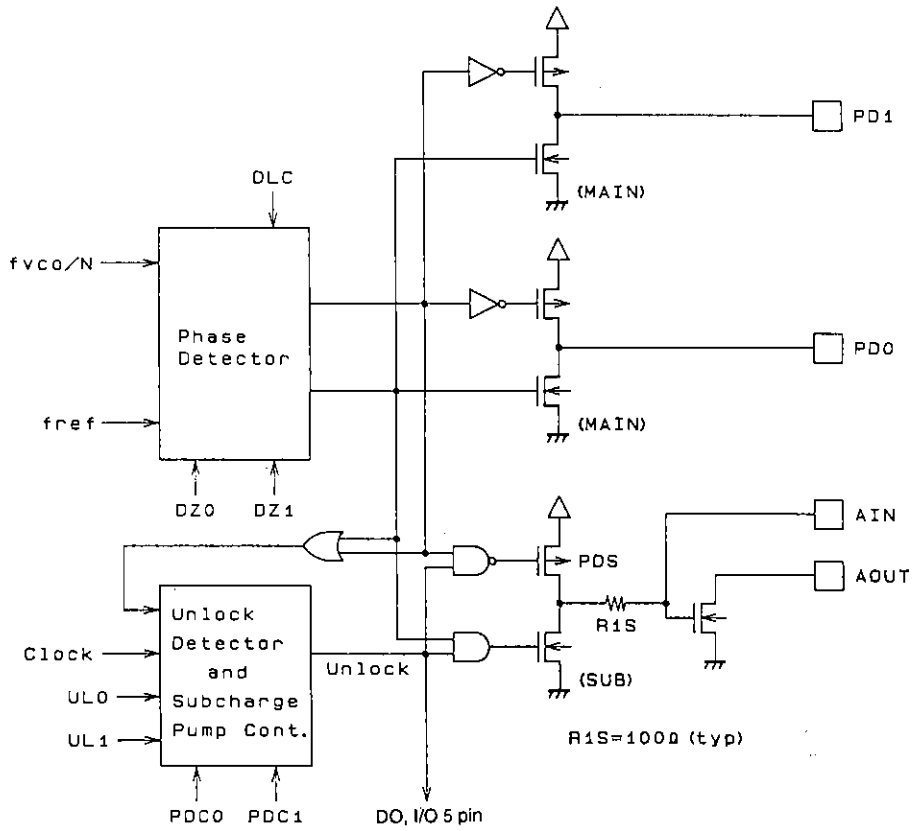 PD1
(MAIN)
DLC
fvco/N
Phase
Detector
PD0
fref
(MAIN)
DZ0
DZ1
AIN
PDS
AOUT
R1S
Unlock
Detector
and
Subcharge
Pump Cont.
Clock
Unlock
UL0
(SUB)
UL1
R1S=100Ω (typ)
PDC0
PDC1
DO, I/O 5 pin